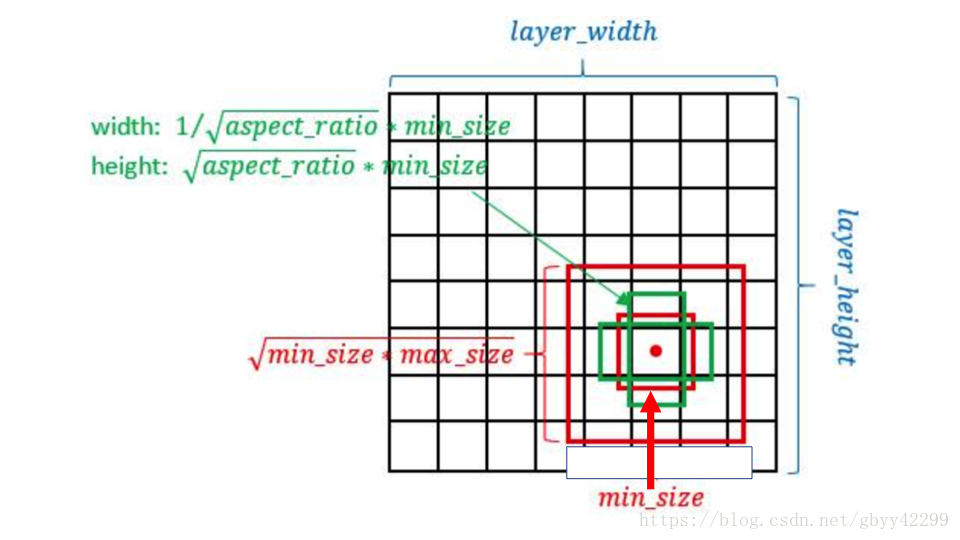 layer_width
width: 1/√aspect_ratio * min_size
height: √aspect_ratio * min_size
layer_height
√min_size * max_size
min_size
https://blog.csdn.net/gbyy42299